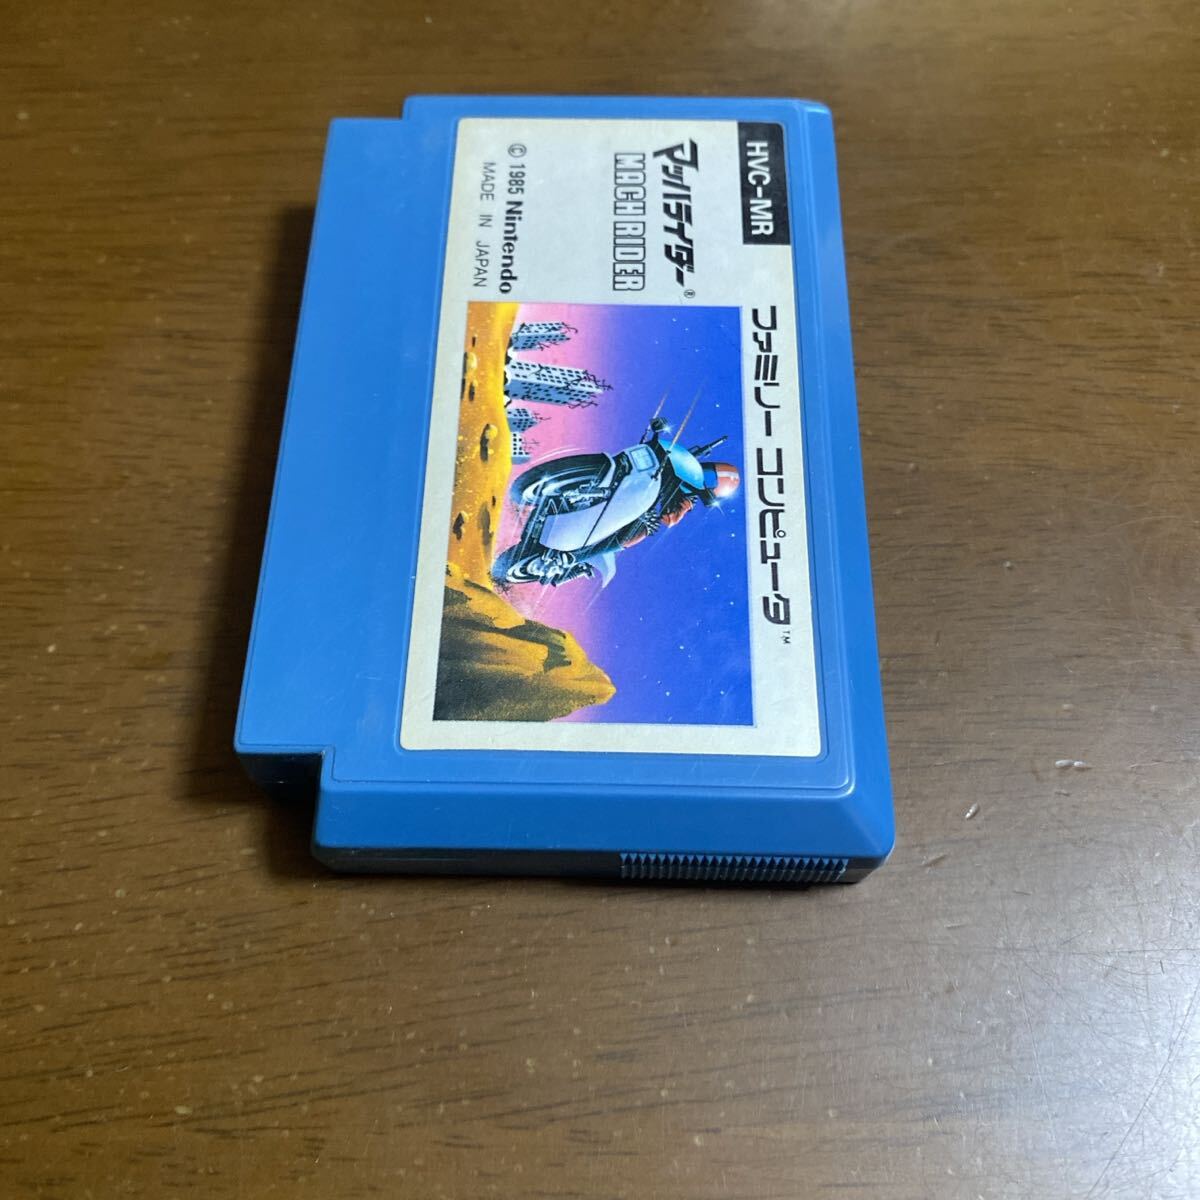 HVC-MR
ファミリー コンピュータ™
マッハライダー®
MACH RIDER
© 1985 Nintendo
MADE IN JAPAN